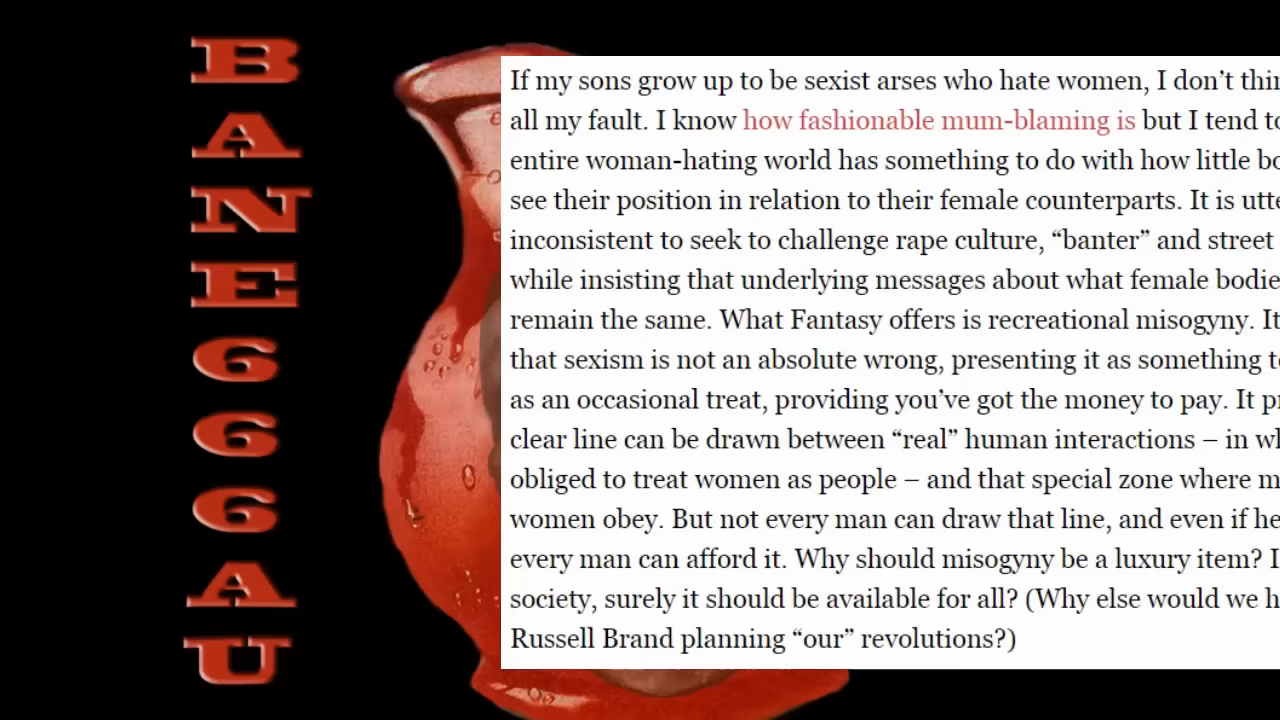 BANE666AU
If my sons grow up to be sexist arses who hate women, I don’t
all my fault. I know how fashionable mum-blaming is but I tend
entire woman-hating world has something to do with how little
see their position in relation to their female counterparts. It is
inconsistent to seek to challenge rape culture, “banter” and street
while insisting that underlying messages about what female
remain the same. What Fantasy offers is recreational misogyny.
that sexism is not an absolute wrong, presenting it as something
as an occasional treat, providing you’ve got the money to pay. It
clear line can be drawn between “real” human interactions – in
obliged to treat women as people – and that special zone where
women obey. But not every man can draw that line, and even if he
every man can afford it. Why should misogyny be a luxury item?
society, surely it should be available for all? (Why else would we
Russell Brand planning “our” revolutions?)